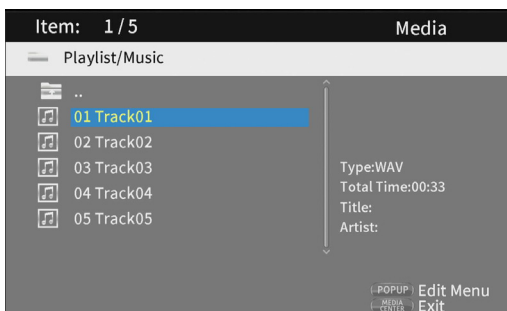 Item: 1/5 Media
Playlist/Music
..
01 Track01
02 Track02
03 Track03
04 Track04
05 Track05
Type:WAV
Total Time:00:33
Title:
Artist:
POPUP Edit Menu
MEDIA CENTER Exit